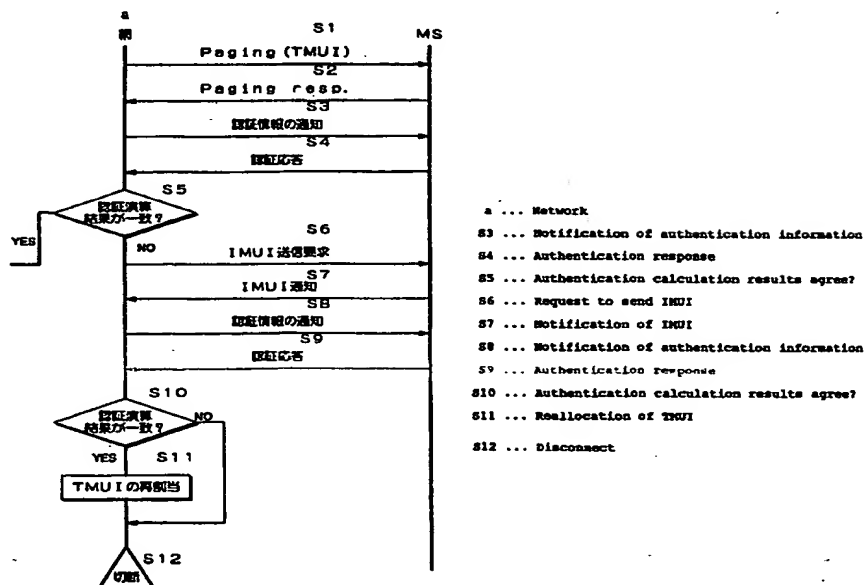 a
網
S1
MS
Paging (TMUI)
S2
Paging resp.
S3
認証情報の通知
S4
認証応答
S5
認証演算
結果が一致?
YES
NO
S6
IMUI送信要求
S7
IMUI通知
S8
認証情報の通知
S9
認証応答
S10
認証演算
結果が一致?
NO
YES
S11
TMUIの再割当
S12
切断
a ... Network
S3 ... Notification of authentication information
S4 ... Authentication response
S5 ... Authentication calculation results agree?
S6 ... Request to send IMUI
S7 ... Notification of IMUI
S8 ... Notification of authentication information
S9 ... Authentication response
S10 ... Authentication calculation results agree?
S11 ... Reallocation of TMUI
S12 ... Disconnect